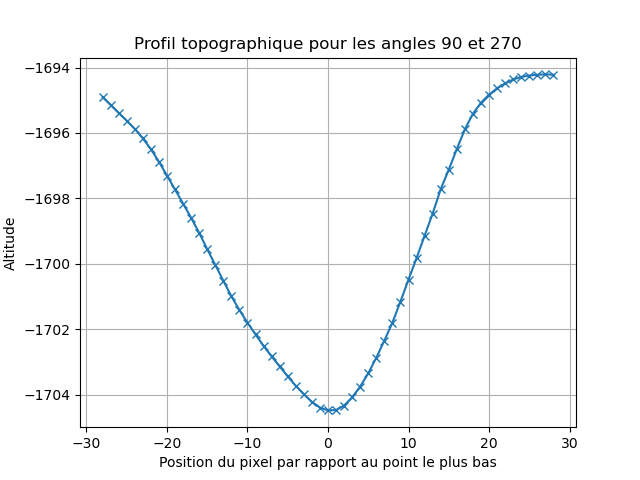 Profil topographique pour les angles 90 et 270
Altitude
−1694
−1696
−1698
−1700
−1702
−1704
−30 −20 −10 0 10 20 30
Position du pixel par rapport au point le plus bas